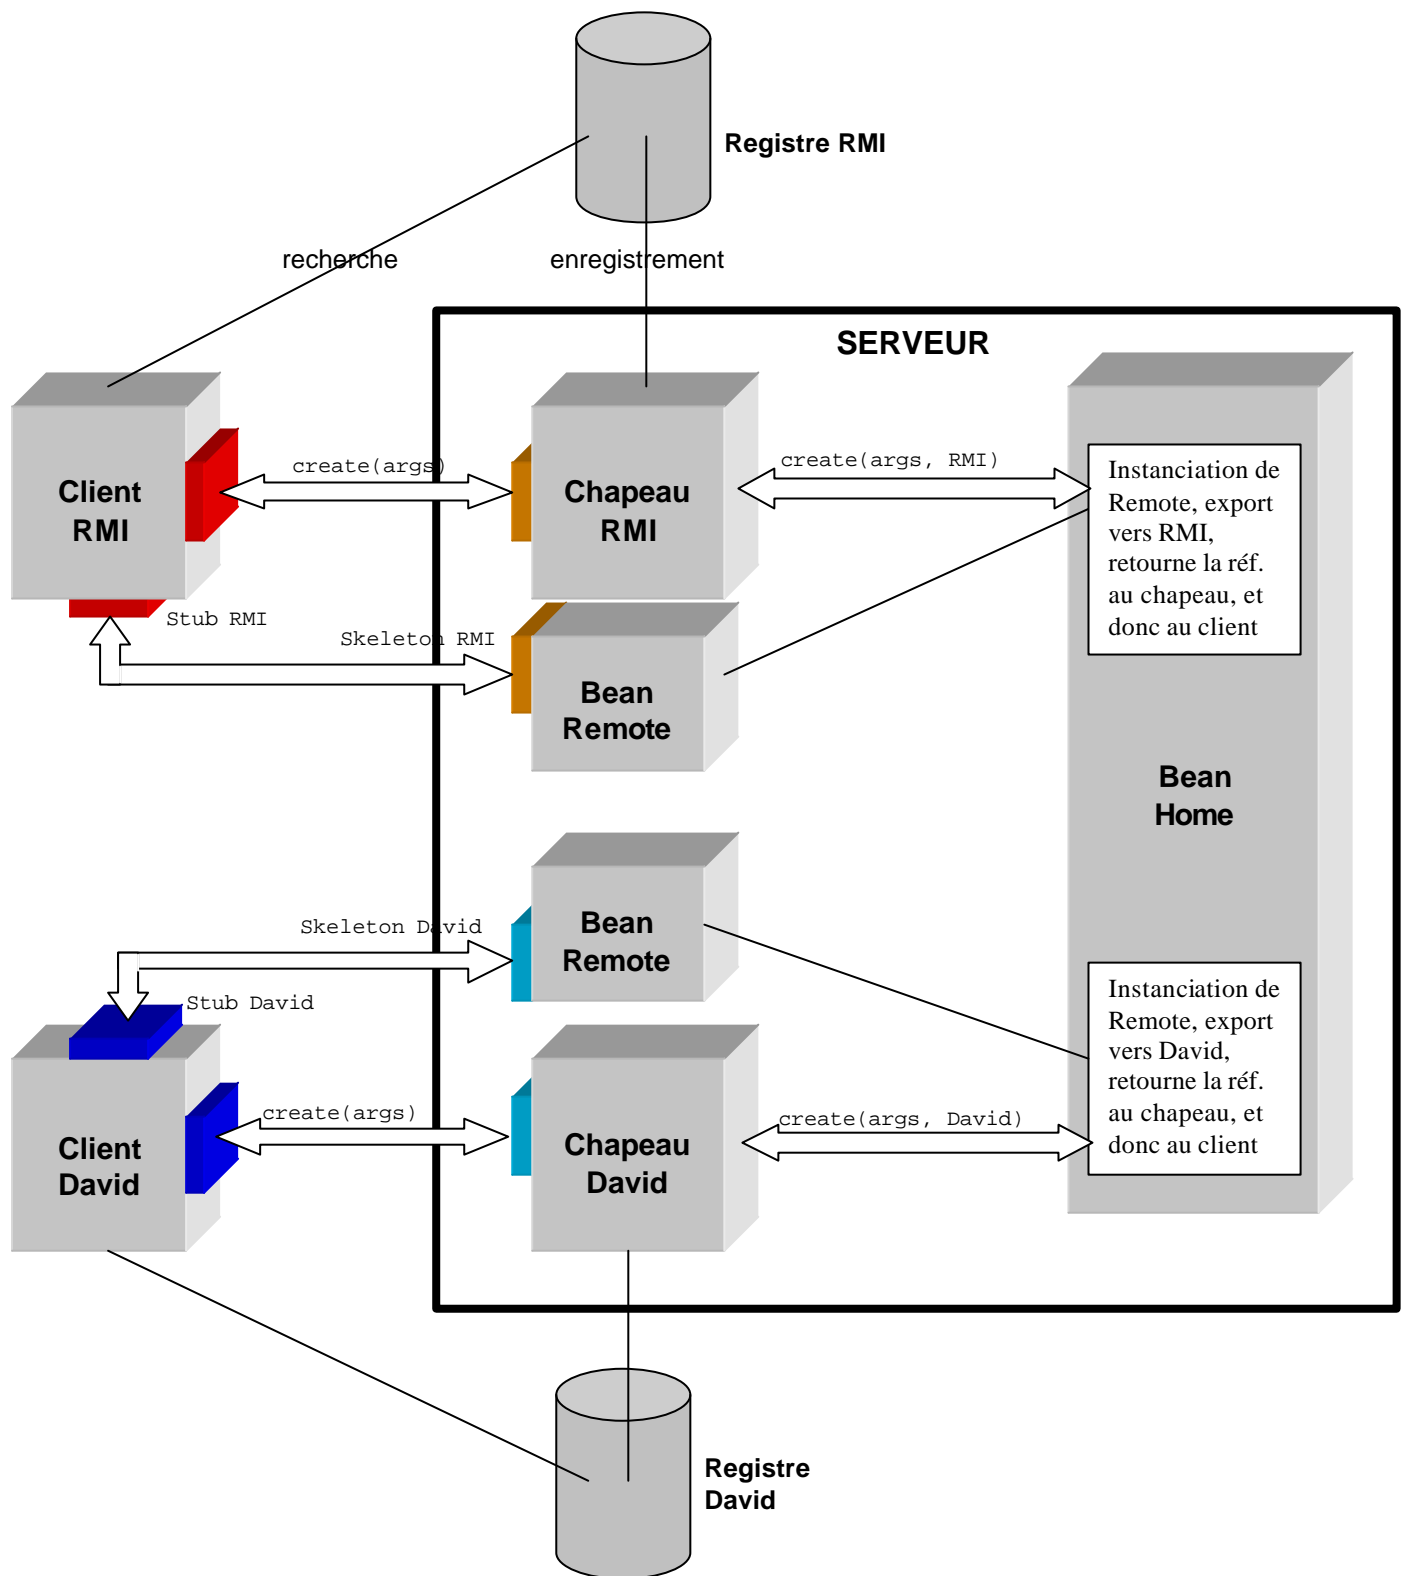 Registre RMI
recherche
enregistrement
SERVEUR
Client
RMI
create(args)
Chapeau
RMI
create(args, RMI)
Instanciation de
Remote, export
vers RMI,
retourne la réf.
au chapeau, et
donc au client
Stub RMI
Skeleton RMI
Bean
Remote
Bean
Home
Skeleton David
Bean
Remote
Stub David
Client
David
create(args)
Chapeau
David
create(args, David)
Instanciation de
Remote, export
vers David,
retourne la réf.
au chapeau, et
donc au client
Registre
David